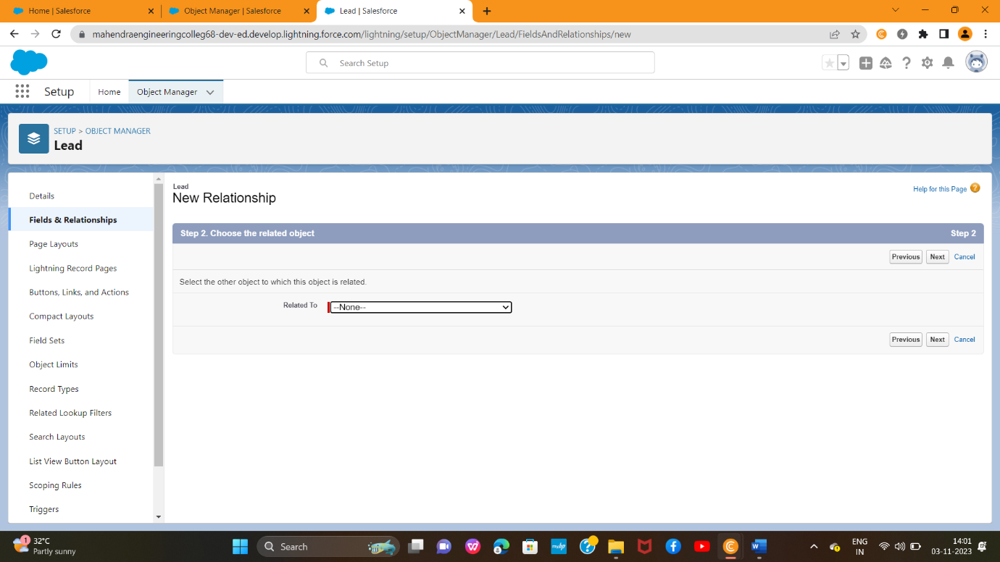 Home | Salesforce
Object Manager | Salesforce
Lead | Salesforce
mahendraengineeringcolleg68-dev-ed.develop.lightning.force.com/lightning/setup/ObjectManager/Lead/FieldsAndRelationships/new
Search Setup
Setup
Home
Object Manager
SETUP > OBJECT MANAGER
Lead
Details
Fields & Relationships
Page Layouts
Lightning Record Pages
Buttons, Links, and Actions
Compact Layouts
Field Sets
Object Limits
Record Types
Related Lookup Filters
Search Layouts
List View Button Layout
Scoping Rules
Triggers
Lead
New Relationship
Help for this Page ?
Step 2. Choose the related object
Step 2
Previous
Next
Cancel
Select the other object to which this object is related.
Related To
--None--
Previous
Next
Cancel
1
32°C
Partly sunny
Search
myhp
ENG
IN
14:01
03-11-2023